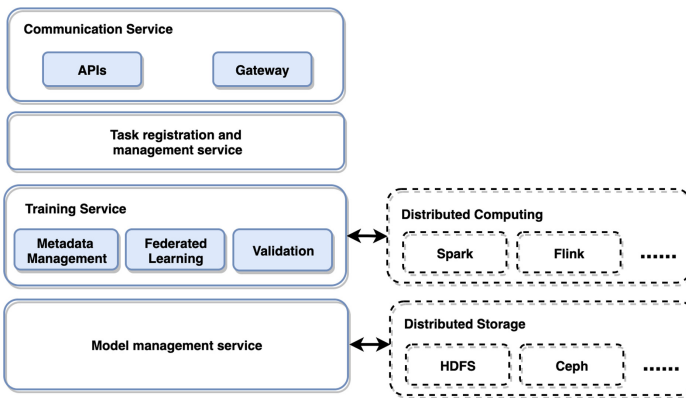 Communication Service
APIs
Gateway
Task registration and
management service
Training Service
Metadata
Management
Federated
Learning
Validation
Distributed Computing
Spark
Flink
......
Model management service
Distributed Storage
HDFS
Ceph
......